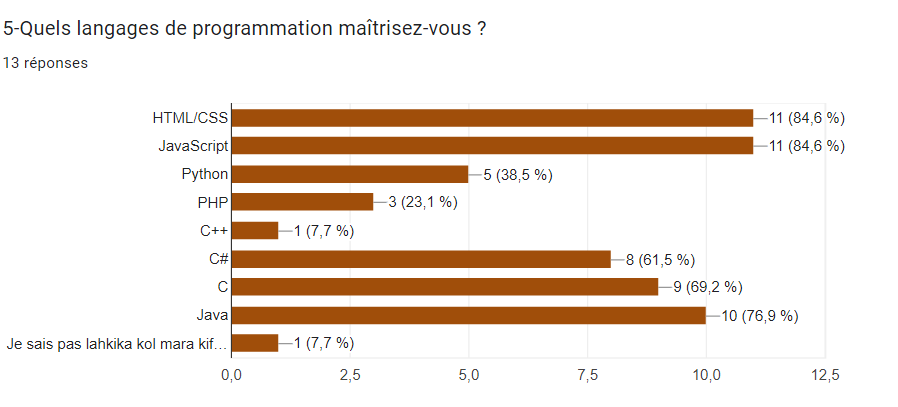 5-Quels langages de programmation maîtrisez-vous ?
13 réponses
HTML/CSS 11 (84,6 %)
JavaScript 11 (84,6 %)
Python 5 (38,5 %)
PHP 3 (23,1 %)
C++ 1 (7,7 %)
C# 8 (61,5 %)
C 9 (69,2 %)
Java 10 (76,9 %)
Je sais pas lahkika kol mara kif… 1 (7,7 %)
0,0 2,5 5,0 7,5 10,0 12,5